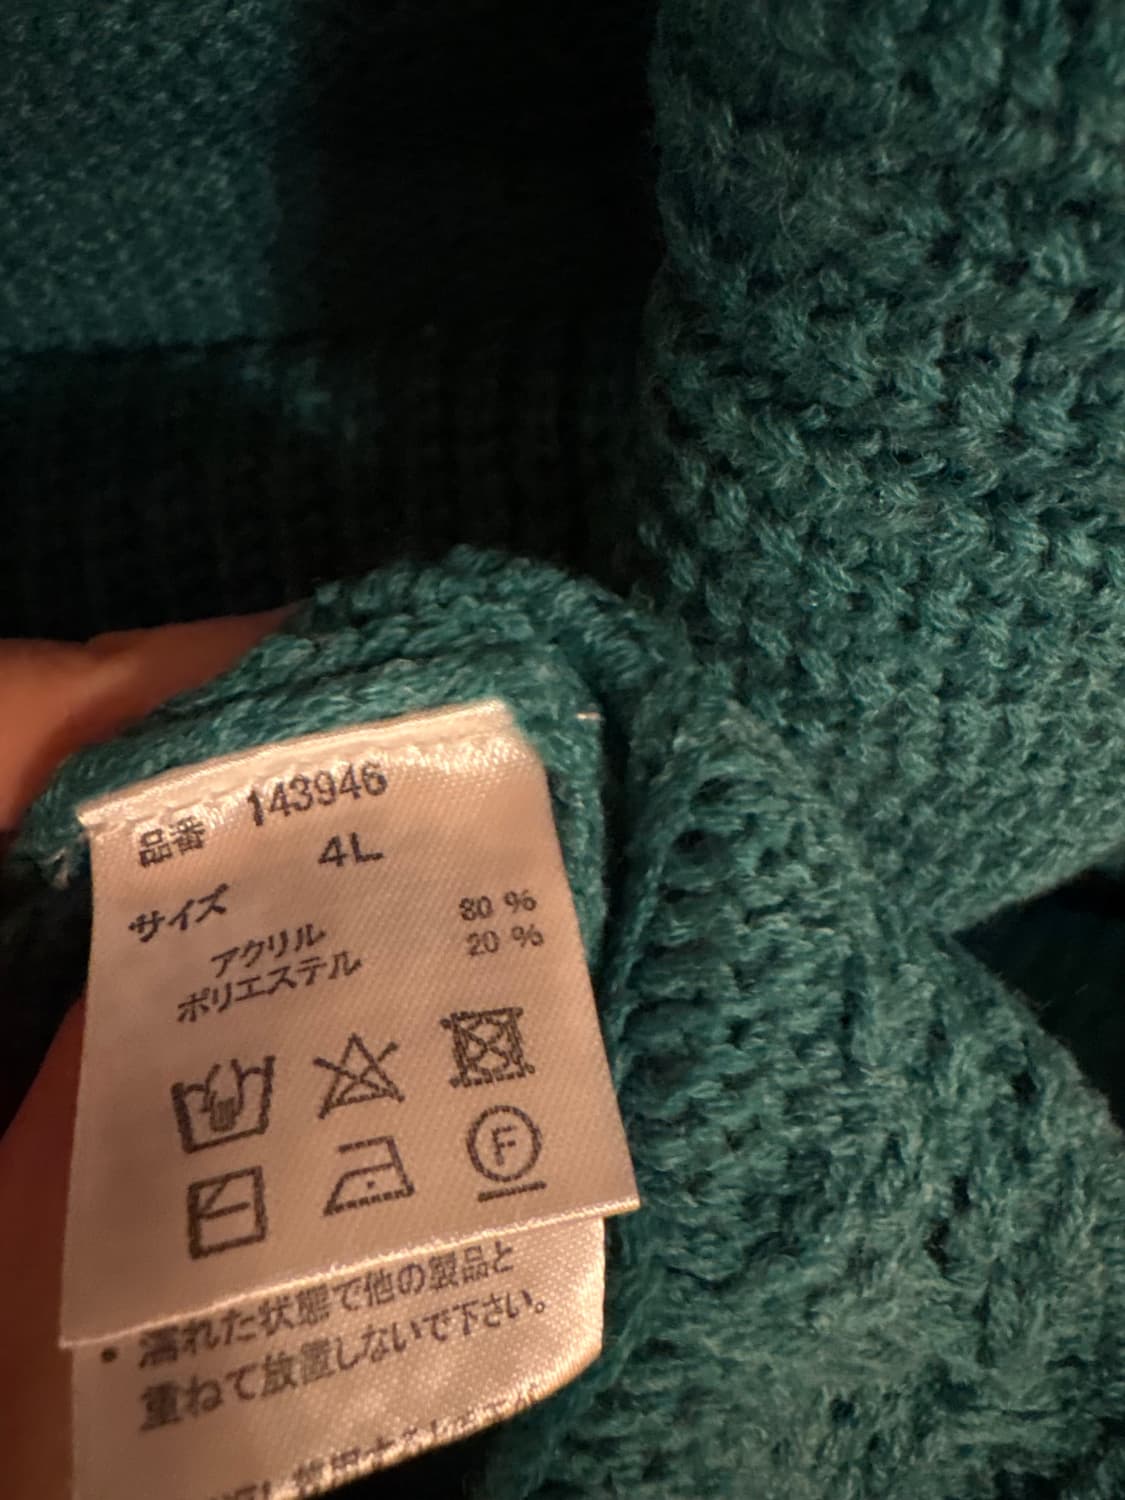 品番 143946
サイズ 4L
アクリル 80 %
ポリエステル 20 %
F
• 濡れた状態で他の製品と
重ねて放置しないで下さい。